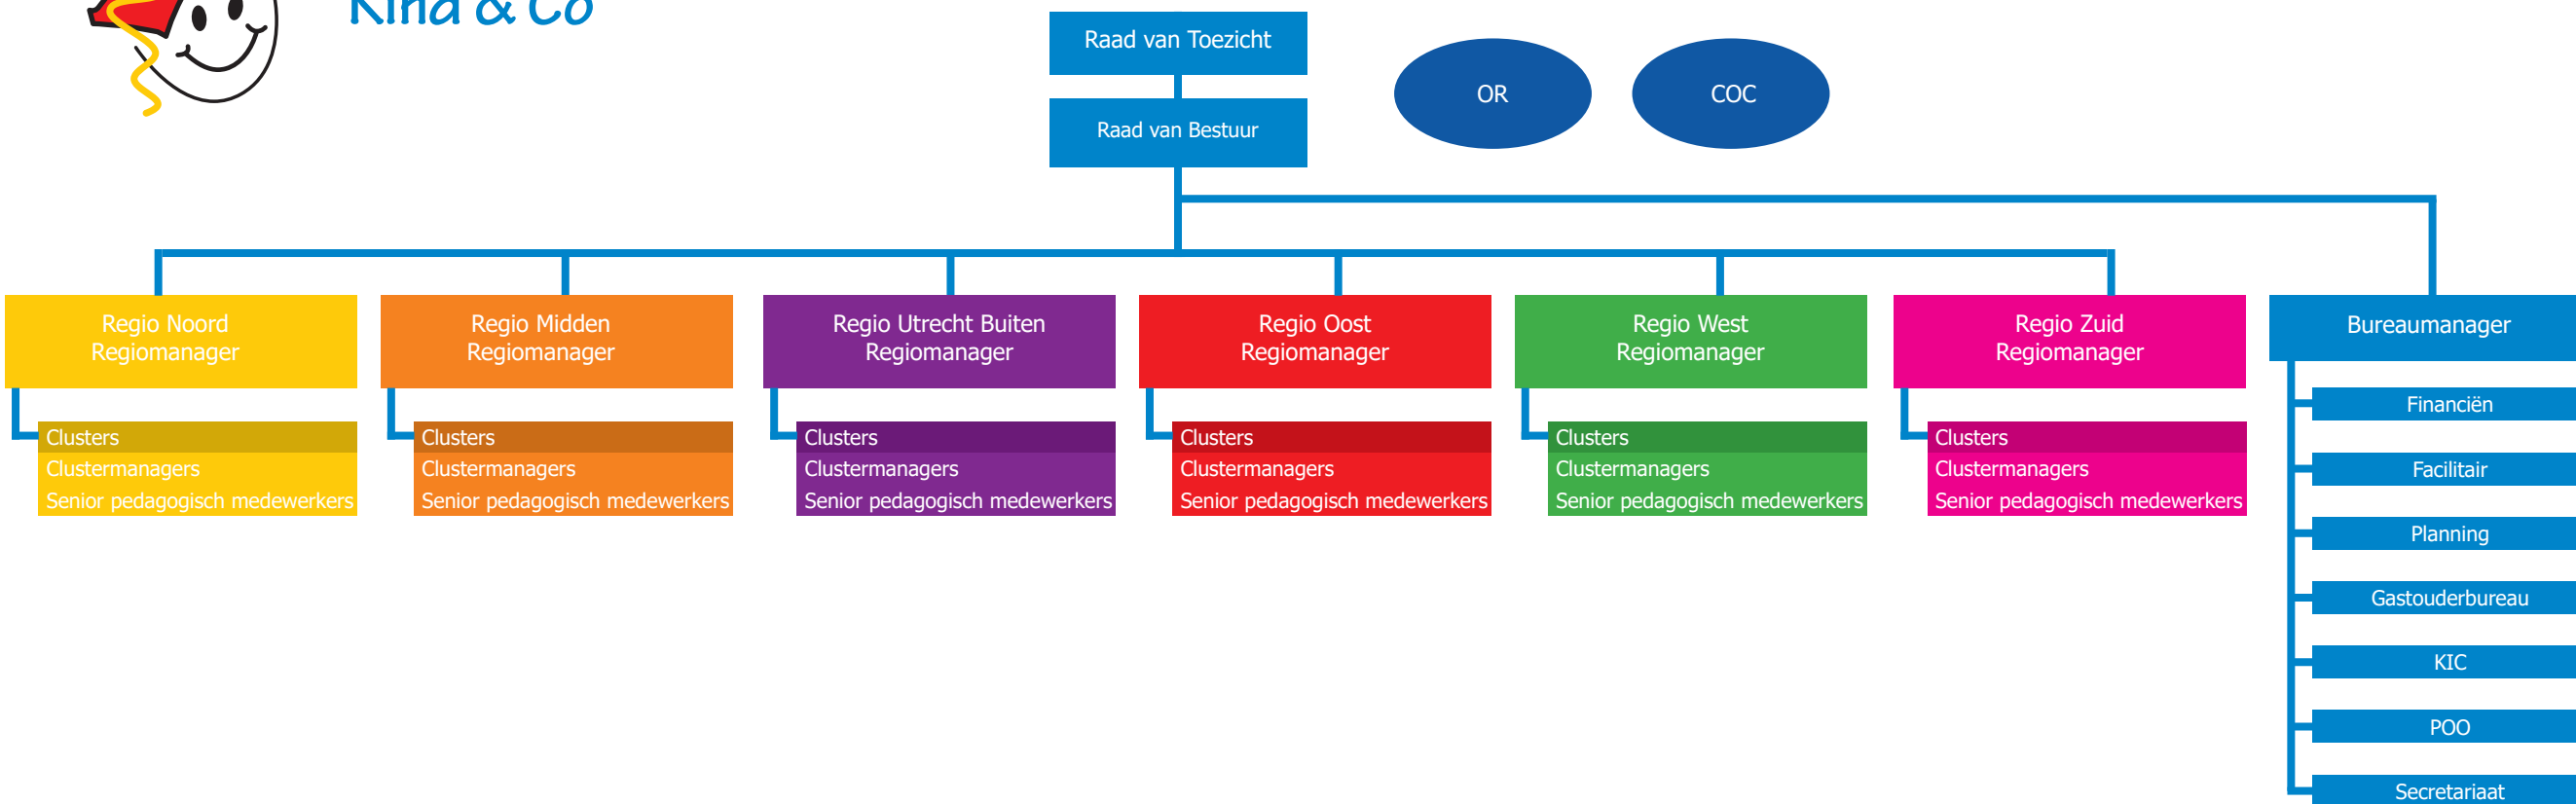 Kind & Co
Raad van Toezicht
Raad van Bestuur
OR
COC
Regio Noord
Regiomanager
Clusters
Clustermanagers
Senior pedagogisch medewerkers
Regio Midden
Regiomanager
Clusters
Clustermanagers
Senior pedagogisch medewerkers
Regio Utrecht Buiten
Regiomanager
Clusters
Clustermanagers
Senior pedagogisch medewerkers
Regio Oost
Regiomanager
Clusters
Clustermanagers
Senior pedagogisch medewerkers
Regio West
Regiomanager
Clusters
Clustermanagers
Senior pedagogisch medewerkers
Regio Zuid
Regiomanager
Clusters
Clustermanagers
Senior pedagogisch medewerkers
Bureaumanager
Financiën
Facilitair
Planning
Gastouderbureau
KIC
POO
Secretariaat